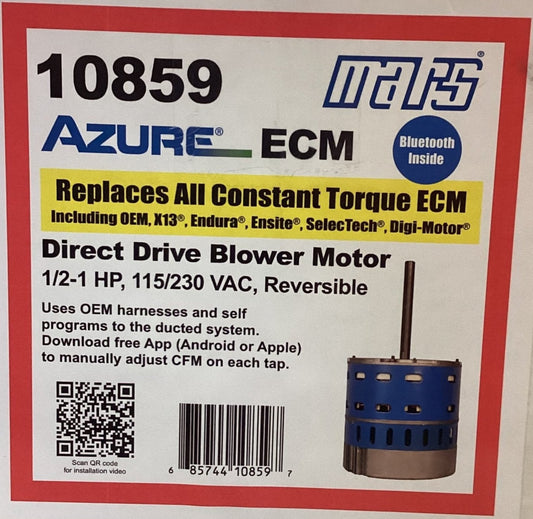 10859
mars®
AZURE® ECM
Bluetooth
Inside
Replaces All Constant Torque ECM
Including OEM, X13®, Endura®, Ensite®, SelecTech®, Digi-Motor®
Direct Drive Blower Motor
1/2-1 HP, 115/230 VAC, Reversible
Uses OEM harnesses and self
programs to the ducted system.
Download free App (Android or Apple)
to manually adjust CFM on each tap.
Scan QR code
for installation video
6 85744 10859 7